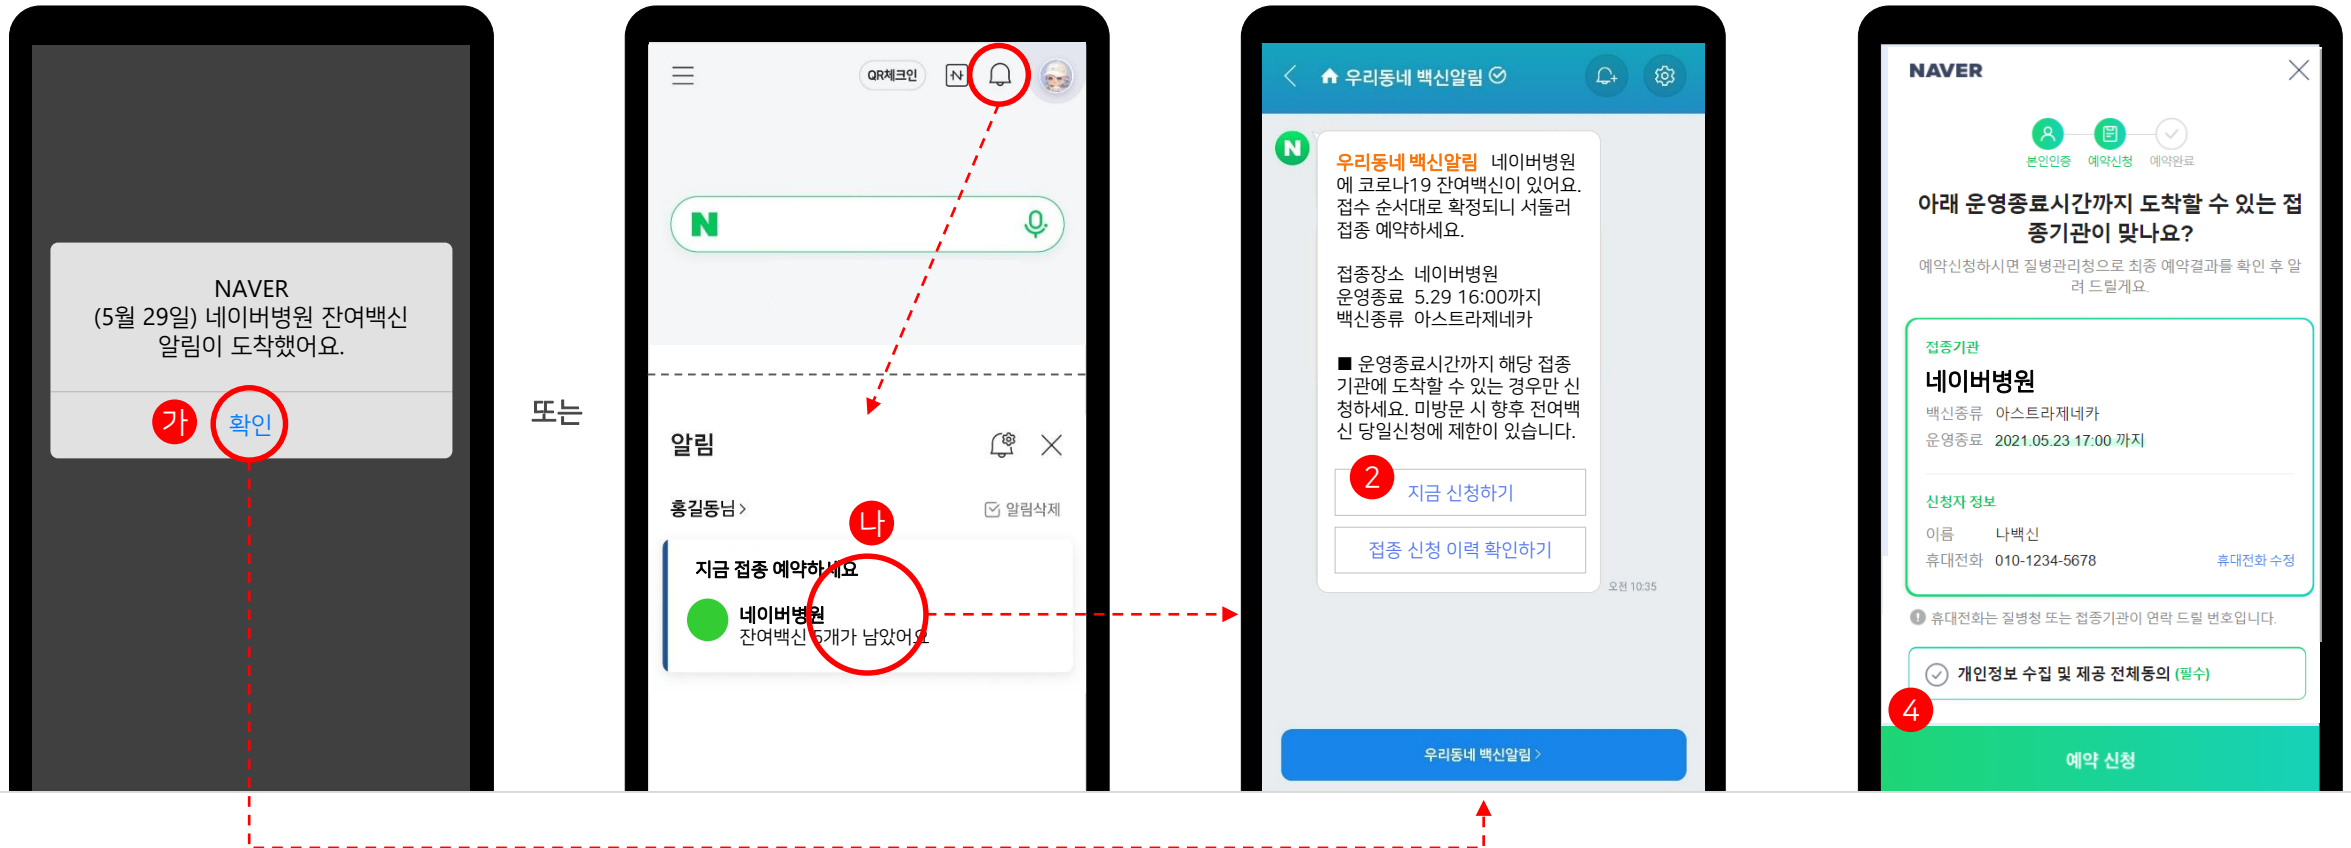 NAVER
(5월 29일) 네이버병원 잔여백신
알림이 도착했어요.
가
확인
또는
QR체크인
N
N
알림
홍길동님 >
알림삭제
나
지금 접종 예약하세요
네이버병원
잔여백신 5개가 남았어요
우리동네 백신알림
N
우리동네 백신알림 네이버병원
에 코로나19 잔여백신이 있어요.
접수 순서대로 확정되니 서둘러
접종 예약하세요.
접종장소 네이버병원
운영종료 5.29 16:00까지
백신종류 아스트라제네카
■ 운영종료시간까지 해당 접종
기관에 도착할 수 있는 경우만 신
청하세요. 미방문 시 향후 전여백
신 당일신청에 제한이 있습니다.
2
지금 신청하기
접종 신청 이력 확인하기
오전 10:35
우리동네 백신알림 >
NAVER
본인인증 예약신청 예약완료
아래 운영종료시간까지 도착할 수 있는 접
종기관이 맞나요?
예약신청하시면 질병관리청으로 최종 예약결과를 확인 후 알
려 드릴게요.
접종기관
네이버병원
백신종류 아스트라제네카
운영종료 2021.05.23 17:00 까지
신청자 정보
이름 나백신
휴대전화 010-1234-5678 휴대전화 수정
휴대전화는 질병청 또는 접종기관이 연락 드릴 번호입니다.
개인정보 수집 및 제공 전체동의 (필수)
4
예약 신청